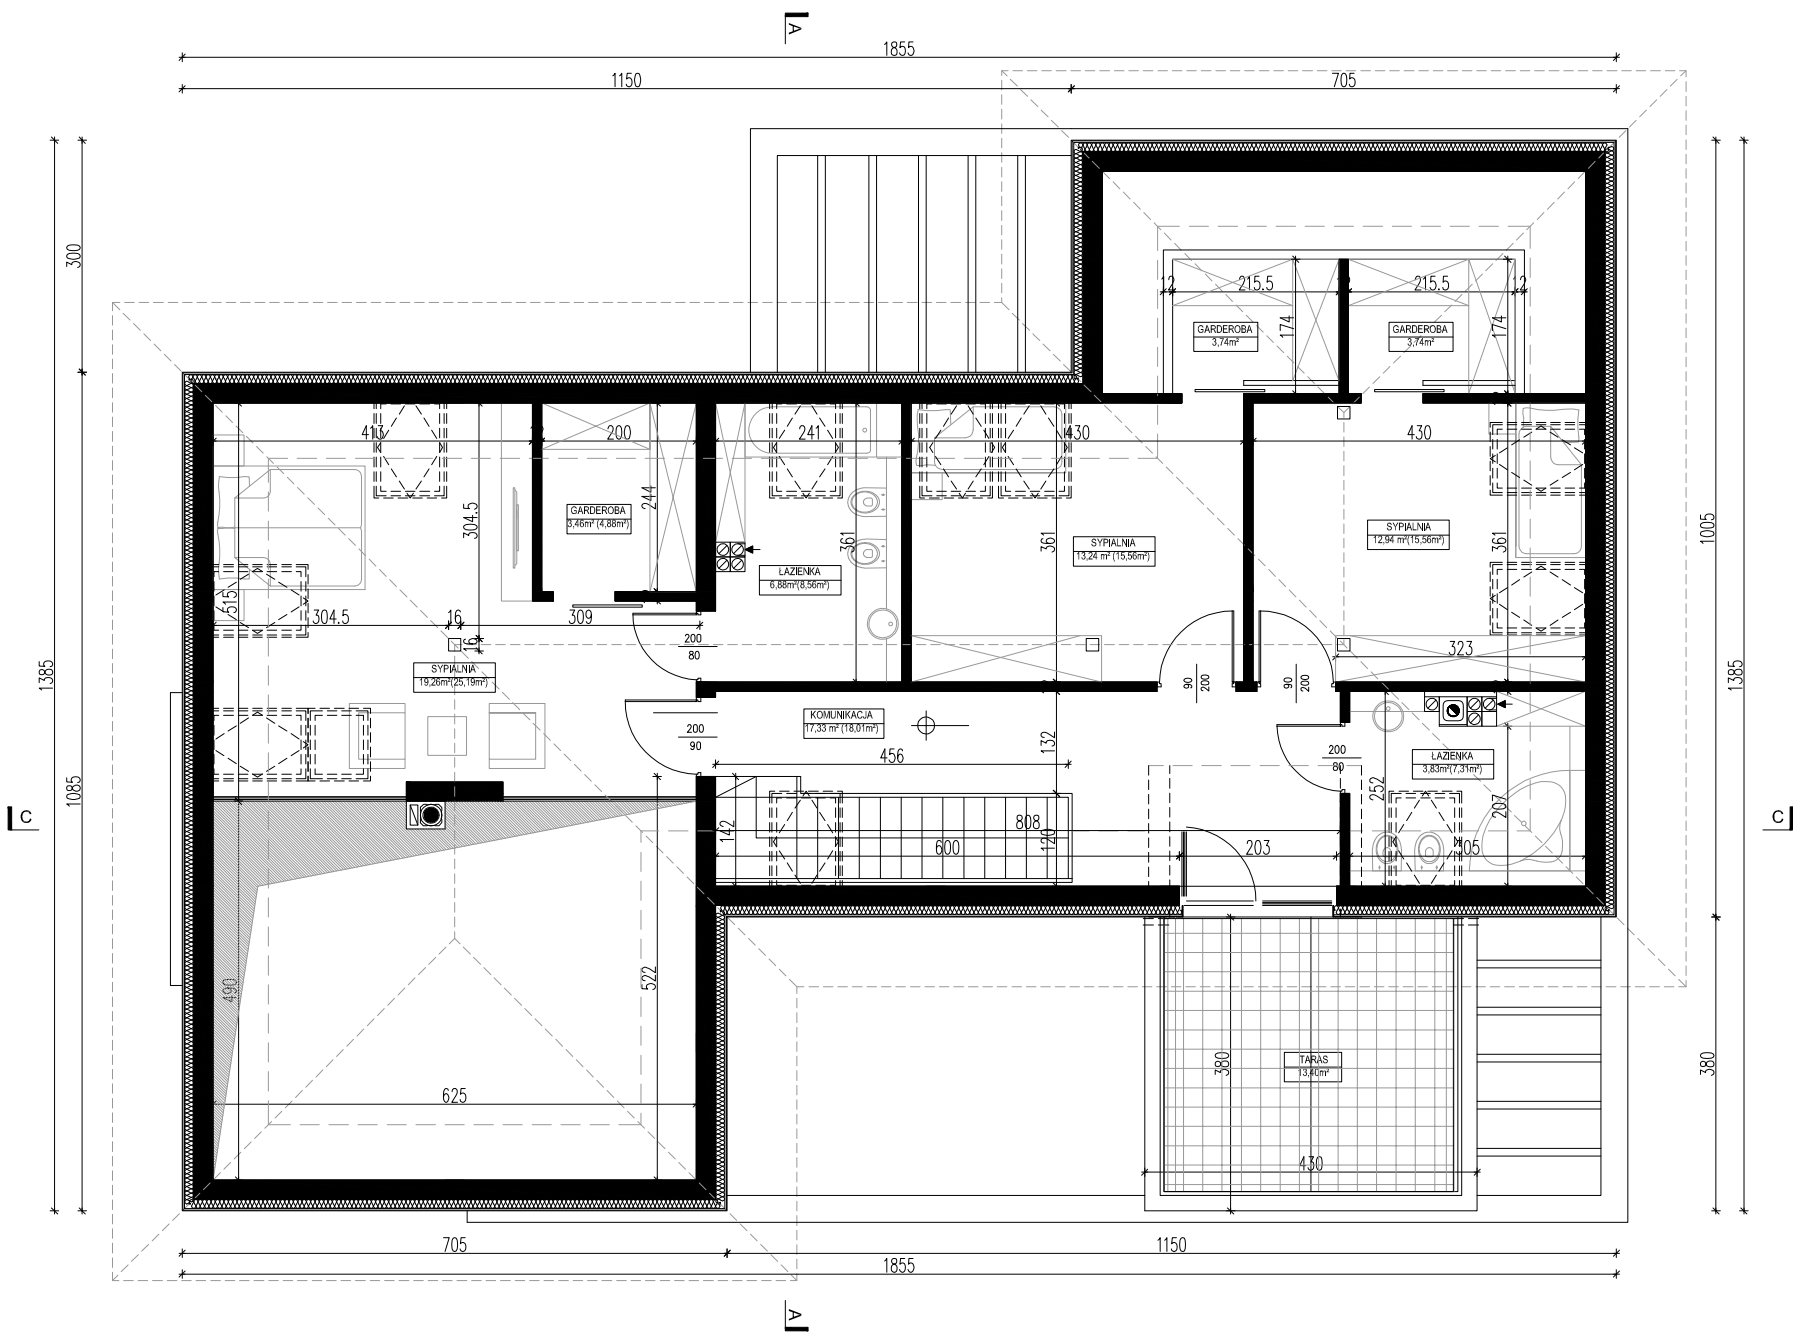 A
1855
1150
705
300
215.5
12
215.5
12
174
174
GARDEROBA
3,74m²
GARDEROBA
3,74m²
413
200
241
430
430
304.5
244
361
361
361
1005
GARDEROBA
3,46m² (4,88m²)
SYPIALNIA
12,94 m²(15,56m²)
SYPIALNIA
13,24 m² (15,56m²)
ŁAZIENKA
6,88m²(8,56m²)
515
304.5
16
309
16
200
80
323
1385
SYPIALNIA
19,26m²(25,19m²)
90
200
90
200
1385
KOMUNIKACJA
17,33 m² (18,01m²)
200
90
132
456
200
80
ŁAZIENKA
3,83m²(7,31m²)
252
207
1085
C
C
142
808
120
600
203
305
490
522
380
TARAS
13,40m²
380
625
430
705
1150
1855
A